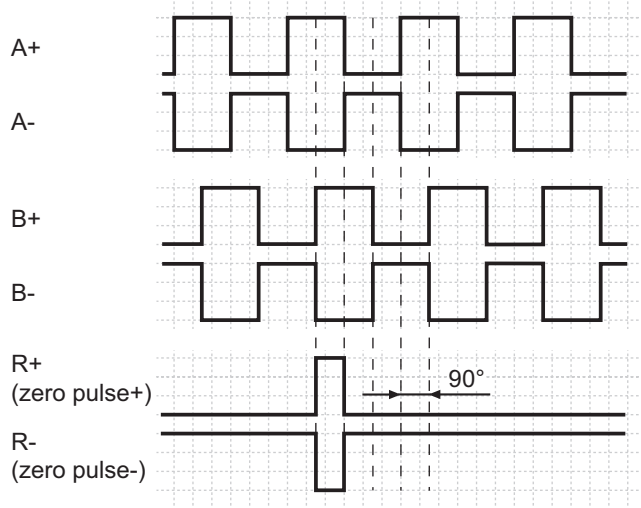 A+
A-
B+
B-
R+
(zero pulse+)
90°
R-
(zero pulse-)